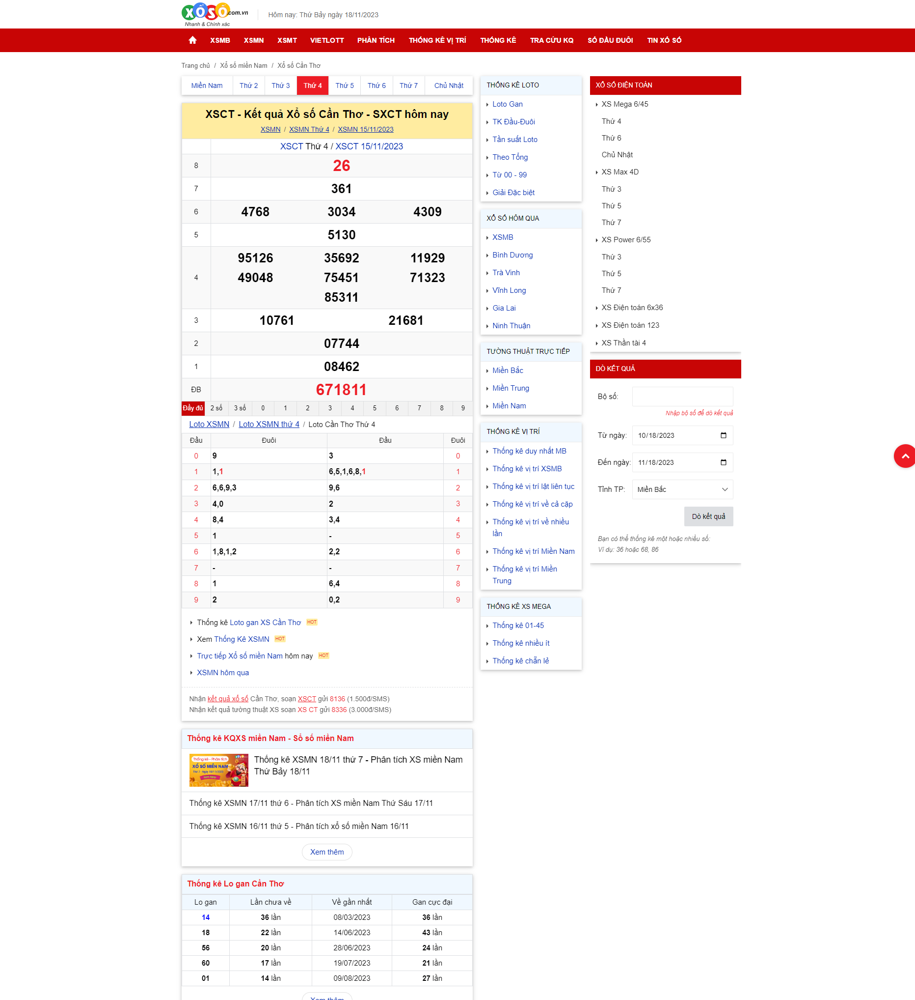 XỔSỐ.com.vn
Nhanh & Chính xác
Hôm nay: Thứ Bảy ngày 18/11/2023
XSMB XSMN XSMT VIETLOTT PHÂN TÍCH THỐNG KÊ VỊ TRÍ THỐNG KÊ TRA CỨU KQ SỐ ĐẦU ĐUÔI TIN XỔ SỐ
Trang chủ / Xổ số miền Nam / Xổ số Cần Thơ
Miền Nam Thứ 2 Thứ 3 Thứ 4 Thứ 5 Thứ 6 Thứ 7 Chủ Nhật
XSCT - Kết quả Xổ số Cần Thơ - SXCT hôm nay
XSMN / XSMN Thứ 4 / XSMN 15/11/2023
XSCT Thứ 4 / XSCT 15/11/2023
8 26
7 361
6 4768 3034 4309
5 5130
4 95126 35692 11929
49048 75451 71323
85311
3 10761 21681
2 07744
1 08462
ĐB 671811
Đầy đủ 2 số 3 số 0 1 2 3 4 5 6 7 8 9
Loto XSMN / Loto XSMN thứ 4 / Loto Cần Thơ Thứ 4
Đầu Đuôi Đầu Đuôi
0 9 3 0
1 1,1 6,5,1,6,8,1 1
2 6,6,9,3 9,6 2
3 4,0 2 3
4 8,4 3,4 4
5 1 - 5
6 1,8,1,2 2,2 6
7 - - 7
8 1 6,4 8
9 2 0,2 9
Thống kê Loto gan XS Cần Thơ HOT
Xem Thống Kê XSMN HOT
Trực tiếp Xổ số miền Nam hôm nay HOT
XSMN hôm qua
Nhận kết quả xổ số Cần Thơ, soạn XSCT gửi 8136 (1.500đ/SMS)
Nhận kết quả tường thuật XS soạn XS CT gửi 8336 (3.000đ/SMS)
Thống kê KQXS miền Nam - Sổ số miền Nam
Thống kê - Phân tích
XỔ SỐ MIỀN NAM
Thứ 7 - Ngày 18/11/2023
Thống kê XSMN 18/11 thứ 7 - Phân tích XS miền Nam
Thứ Bảy 18/11
Thống kê XSMN 17/11 thứ 6 - Phân tích XS miền Nam Thứ Sáu 17/11
Thống kê XSMN 16/11 thứ 5 - Phân tích xổ số miền Nam 16/11
Xem thêm
Thống kê Lo gan Cần Thơ
Lo gan Lần chưa về Về gần nhất Gan cực đại
14 36 lần 08/03/2023 36 lần
18 22 lần 14/06/2023 43 lần
56 20 lần 28/06/2023 24 lần
60 17 lần 19/07/2023 21 lần
01 14 lần 09/08/2023 27 lần
Xem thêm
THỐNG KÊ LOTO
Loto Gan
TK Đầu-Đuôi
Tần suất Loto
Theo Tổng
Từ 00 - 99
Giải Đặc biệt
XỔ SỐ HÔM QUA
XSMB
Bình Dương
Trà Vinh
Vĩnh Long
Gia Lai
Ninh Thuận
TƯỜNG THUẬT TRỰC TIẾP
Miền Bắc
Miền Trung
Miền Nam
THỐNG KÊ VỊ TRÍ
Thống kê duy nhất MB
Thống kê vị trí XSMB
Thống kê vị trí lật liên tục
Thống kê vị trí về cả cặp
Thống kê vị trí về nhiều
lần
Thống kê vị trí Miền Nam
Thống kê vị trí Miền
Trung
THỐNG KÊ XS MEGA
Thống kê 01-45
Thống kê nhiều ít
Thống kê chẵn lẻ
XỔ SỐ ĐIỆN TOÁN
XS Mega 6/45
Thứ 4
Thứ 6
Chủ Nhật
XS Max 4D
Thứ 3
Thứ 5
Thứ 7
XS Power 6/55
Thứ 3
Thứ 5
Thứ 7
XS Điện toán 6x36
XS Điện toán 123
XS Thần tài 4
DÒ KẾT QUẢ
Bộ số:
Nhập bộ số để dò kết quả
Từ ngày: 10/18/2023
Đến ngày: 11/18/2023
Tỉnh TP: Miền Bắc
Dò kết quả
Bạn có thể thống kê một hoặc nhiều số:
Ví dụ: 36 hoặc 68, 86